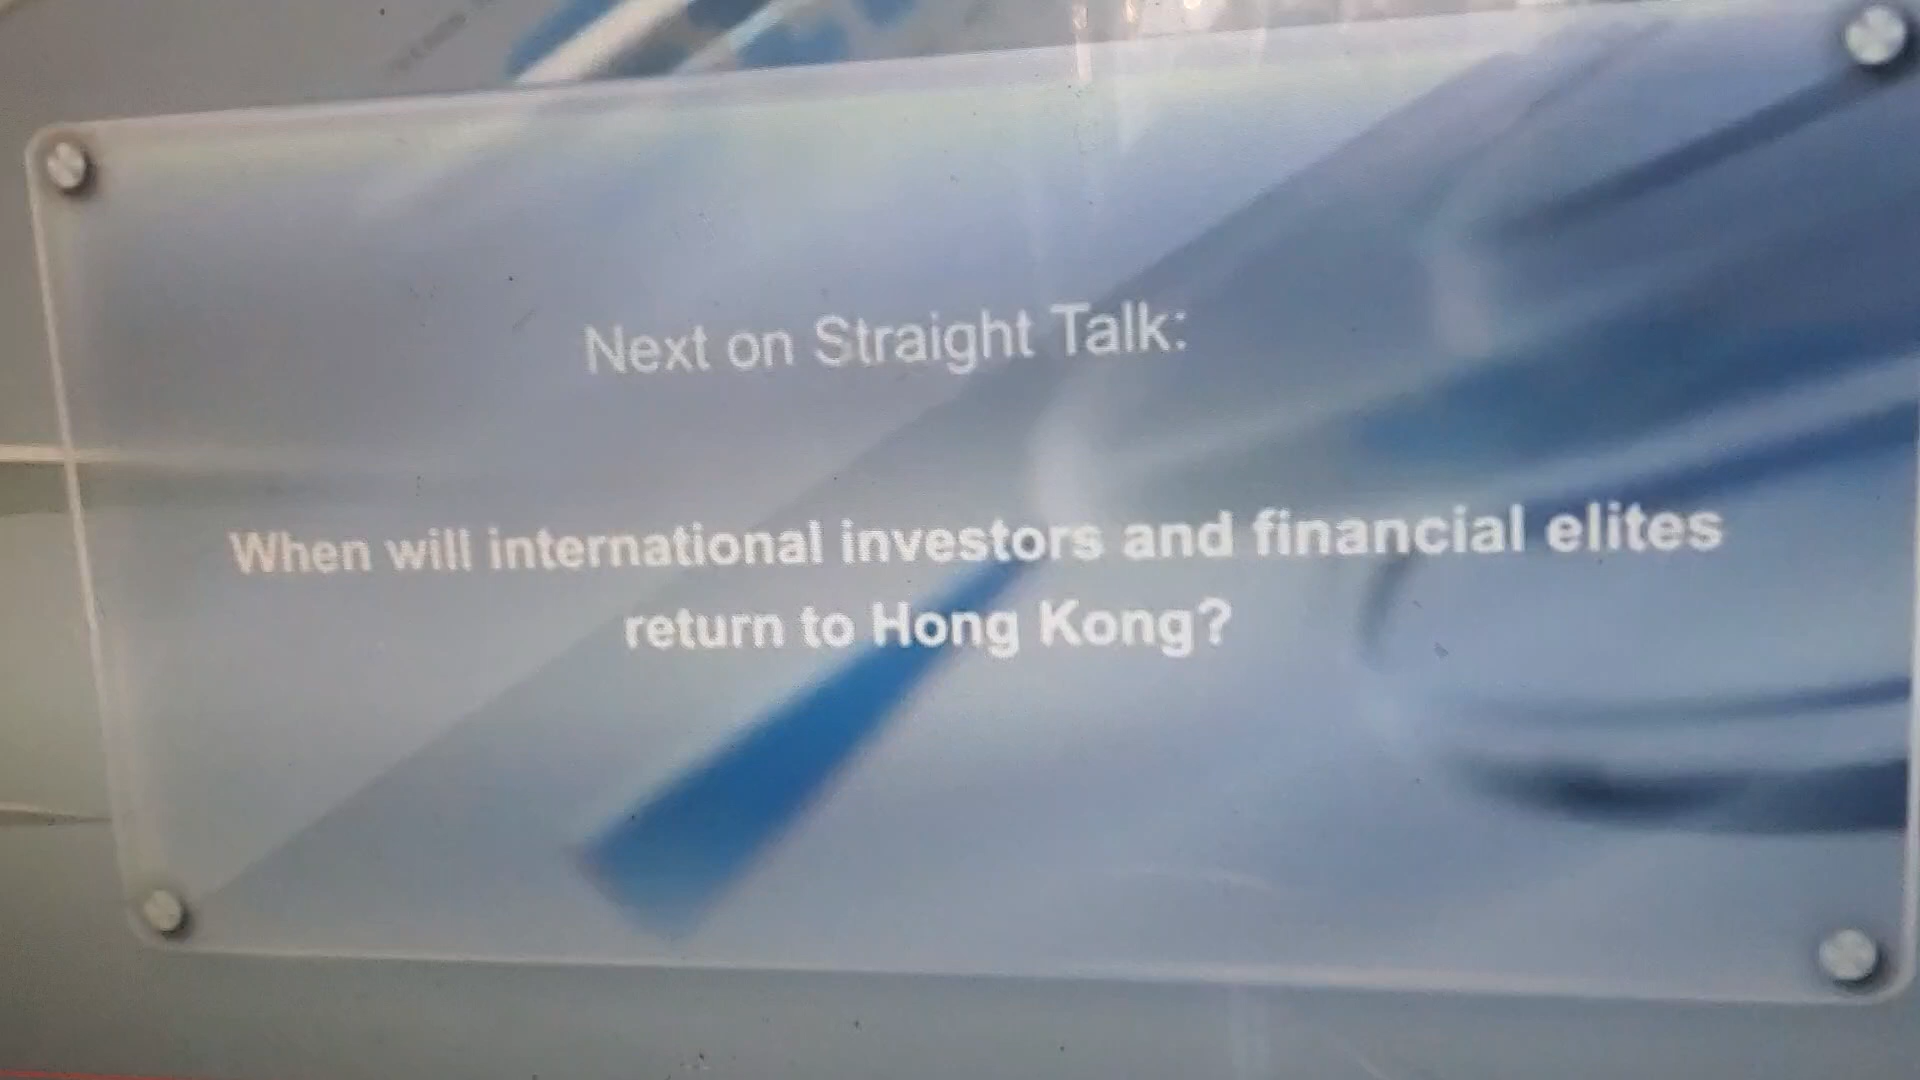 Next on Straight Talk:
When will international investors and financial elites
return to Hong Kong?